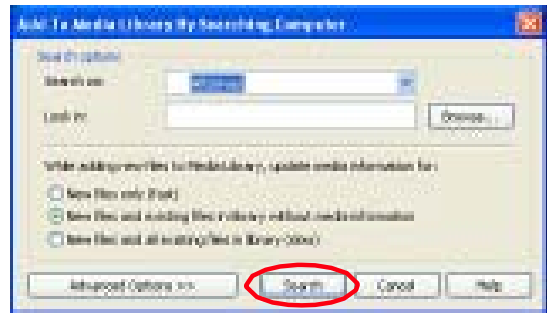 Add To Media Library By Searching Computer
Search options
Search on:
Look in:
Browse...
While adding new files to Media Library, update media information for:
New files only (fast)
New files and existing files in library without media information
New files and all existing files in library (slow)
Advanced Options >> Search Cancel Help